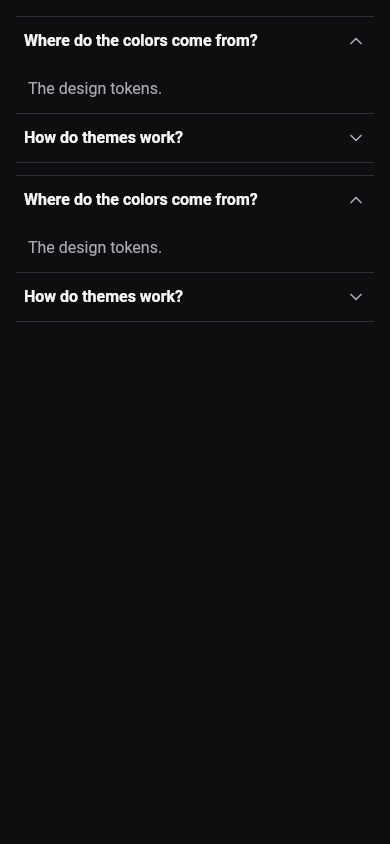 Where do the colors come from?
The design tokens.
How do themes work?
Where do the colors come from?
The design tokens.
How do themes work?